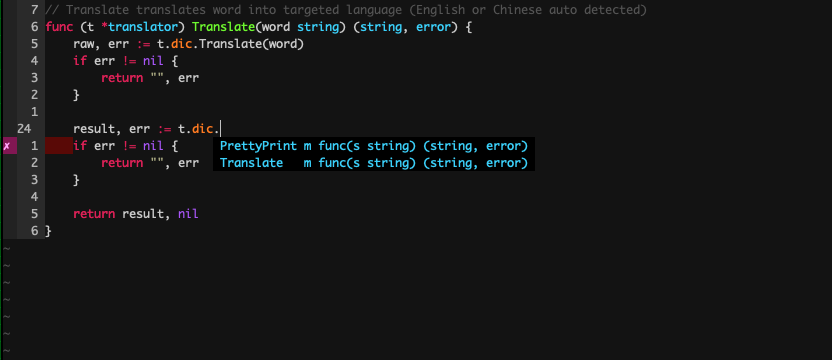 7 // Translate translates word into targeted language (English or Chinese auto detected)
6 func (t *translator) Translate(word string) (string, error) {
5     raw, err := t.dic.Translate(word)
4     if err != nil {
3         return "", err
2     }
1
24     result, err := t.dic.
✗ 1     if err != nil {     PrettyPrint m func(s string) (string, error)
2         return "", err  Translate   m func(s string) (string, error)
3     }
4
5     return result, nil
6 }
~
~
~
~
~
~
~